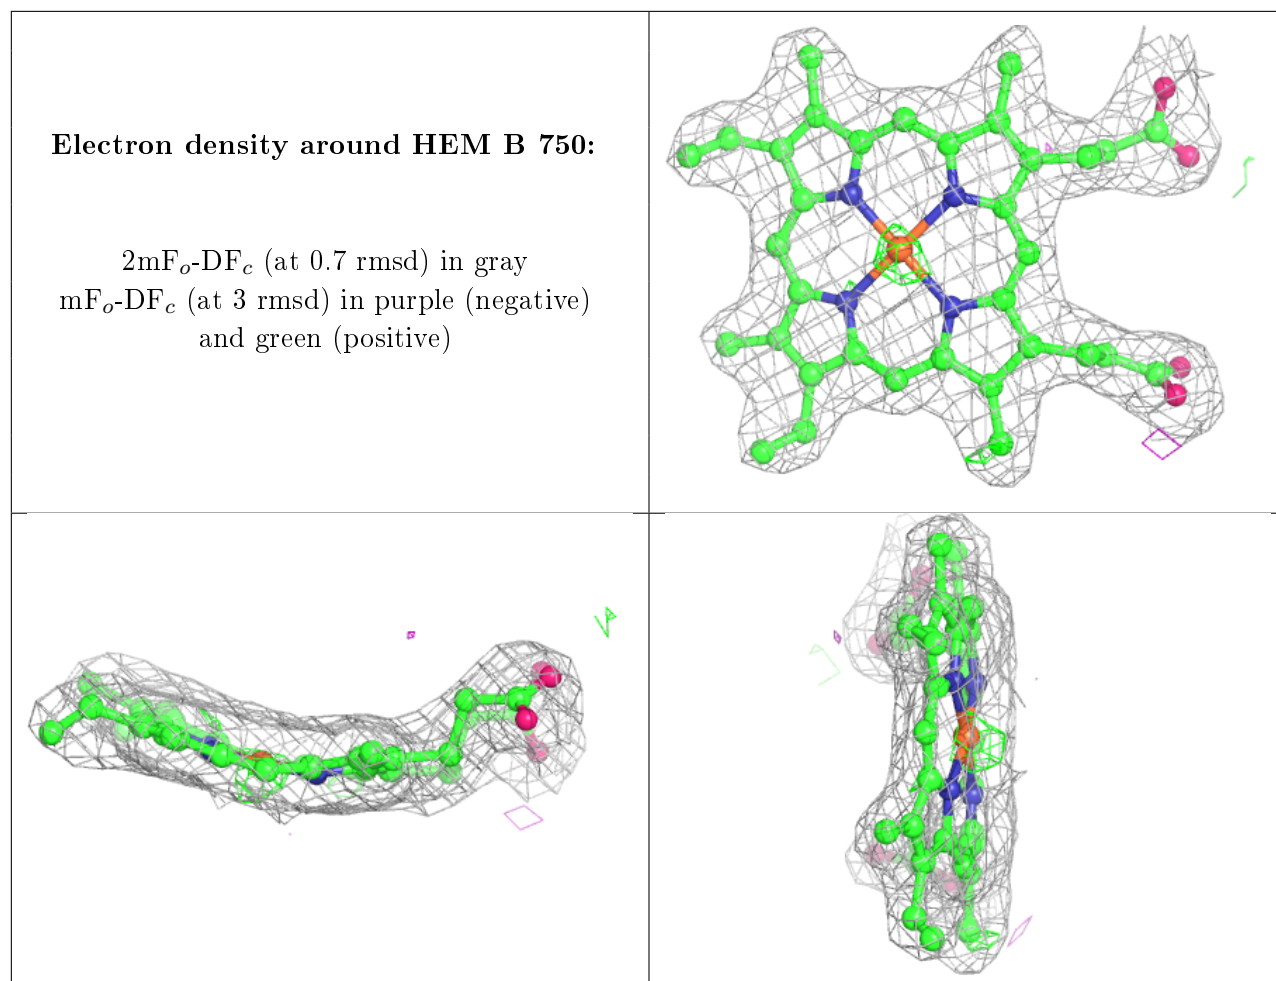 Electron density around HEM B 750:
2mFₒ-DF𝒸 (at 0.7 rmsd) in gray
mFₒ-DF𝒸 (at 3 rmsd) in purple (negative)
and green (positive)